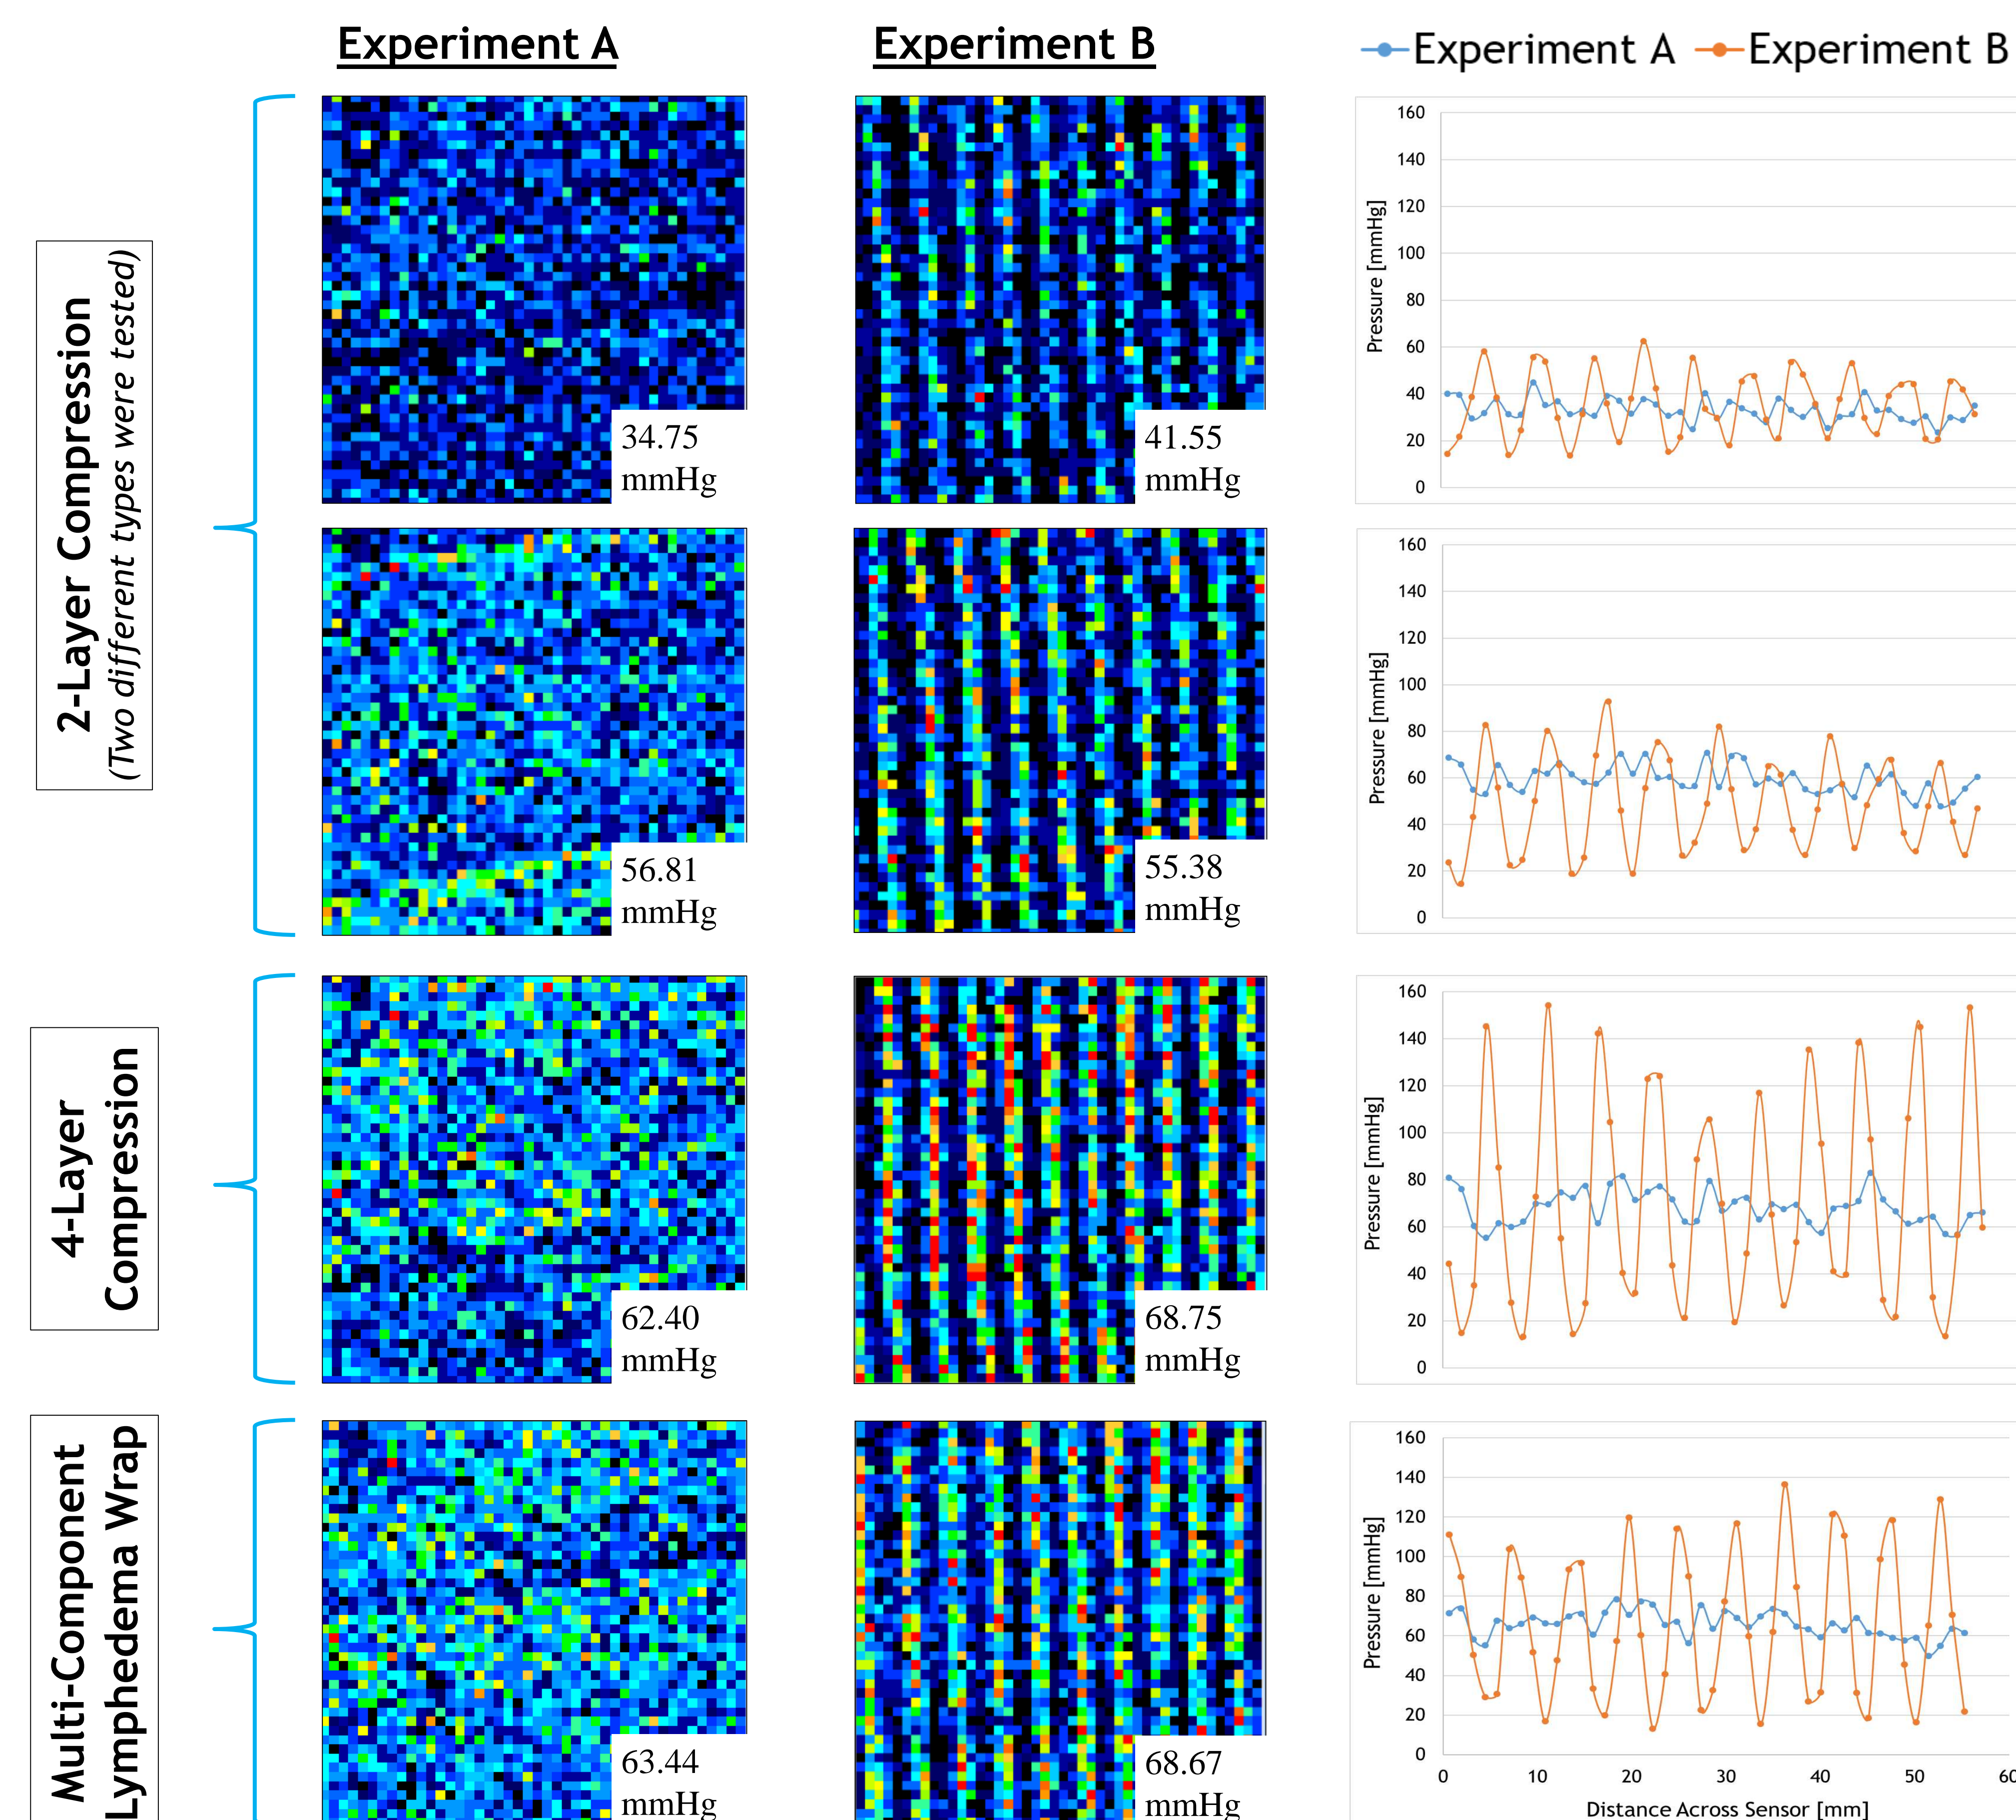 Experiment A
Experiment B
Experiment A
Experiment B
2-Layer Compression
(Two different types were tested)
34.75
mmHg
41.55
mmHg
Pressure [mmHg]
160
140
120
100
80
60
40
20
0
56.81
mmHg
55.38
mmHg
Pressure [mmHg]
160
140
120
100
80
60
40
20
0
4-Layer
Compression
62.40
mmHg
68.75
mmHg
Pressure [mmHg]
160
140
120
100
80
60
40
20
0
Multi-Component
Lymphedema Wrap
63.44
mmHg
68.67
mmHg
Pressure [mmHg]
160
140
120
100
80
60
40
20
0
0 10 20 30 40 50 60
Distance Across Sensor [mm]